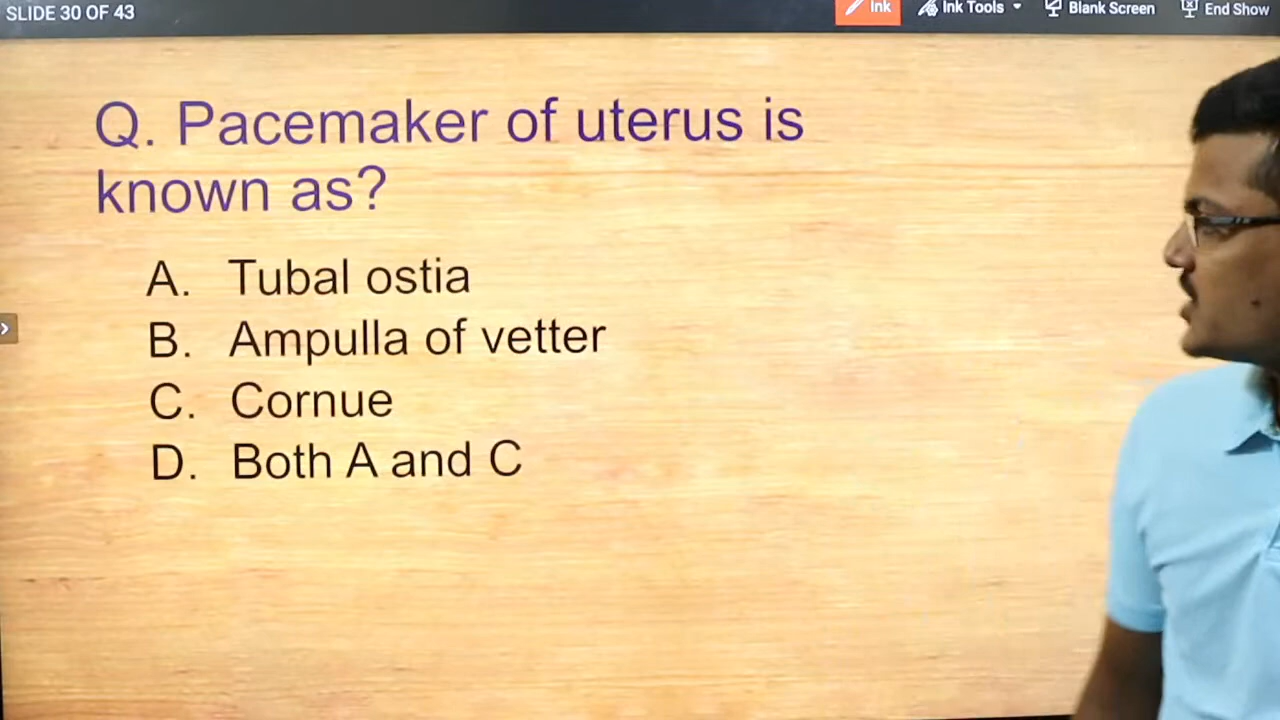 SLIDE 30 OF 43
Ink
Ink Tools
Blank Screen
End Show
Q. Pacemaker of uterus is
known as?
A. Tubal ostia
B. Ampulla of vetter
C. Cornue
D. Both A and C